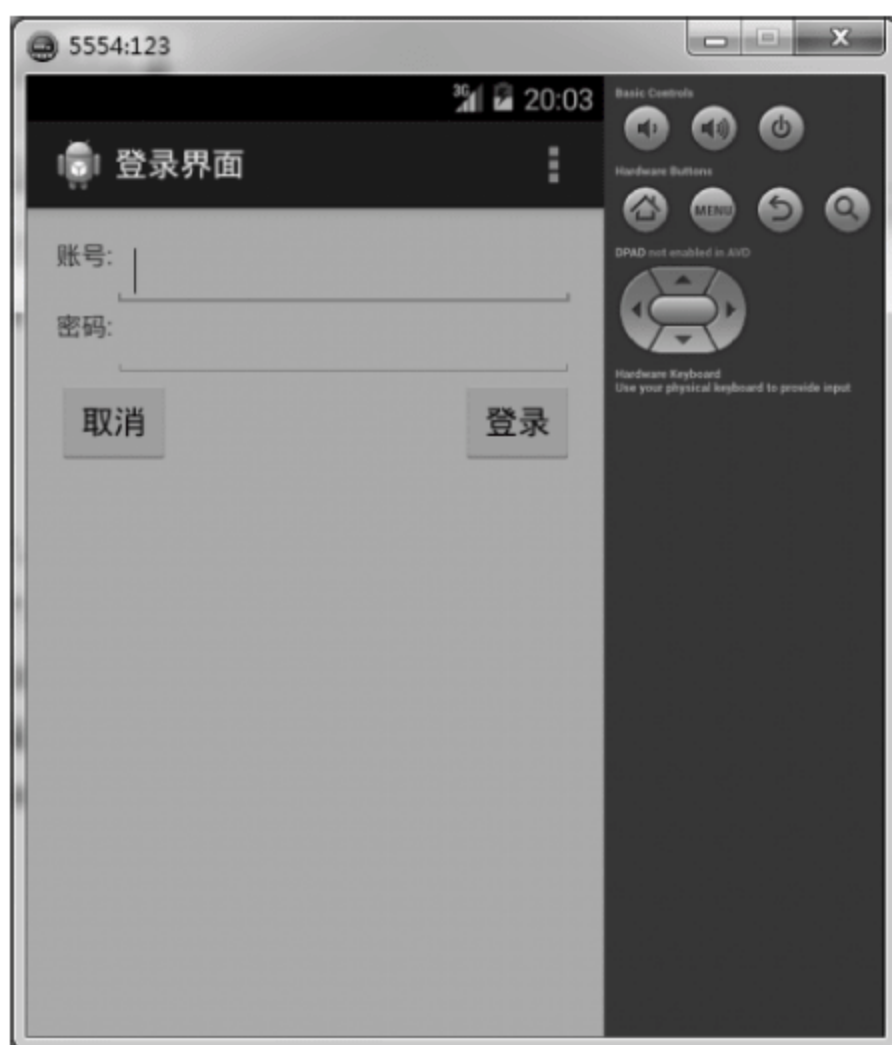 5554:123
3G 20:03
登录界面
账号:
密码:
取消 登录
Basic Controls
Hardware Buttons
MENU
DPAD not enabled in AVD
Hardware Keyboard
Use your physical keyboard to provide input